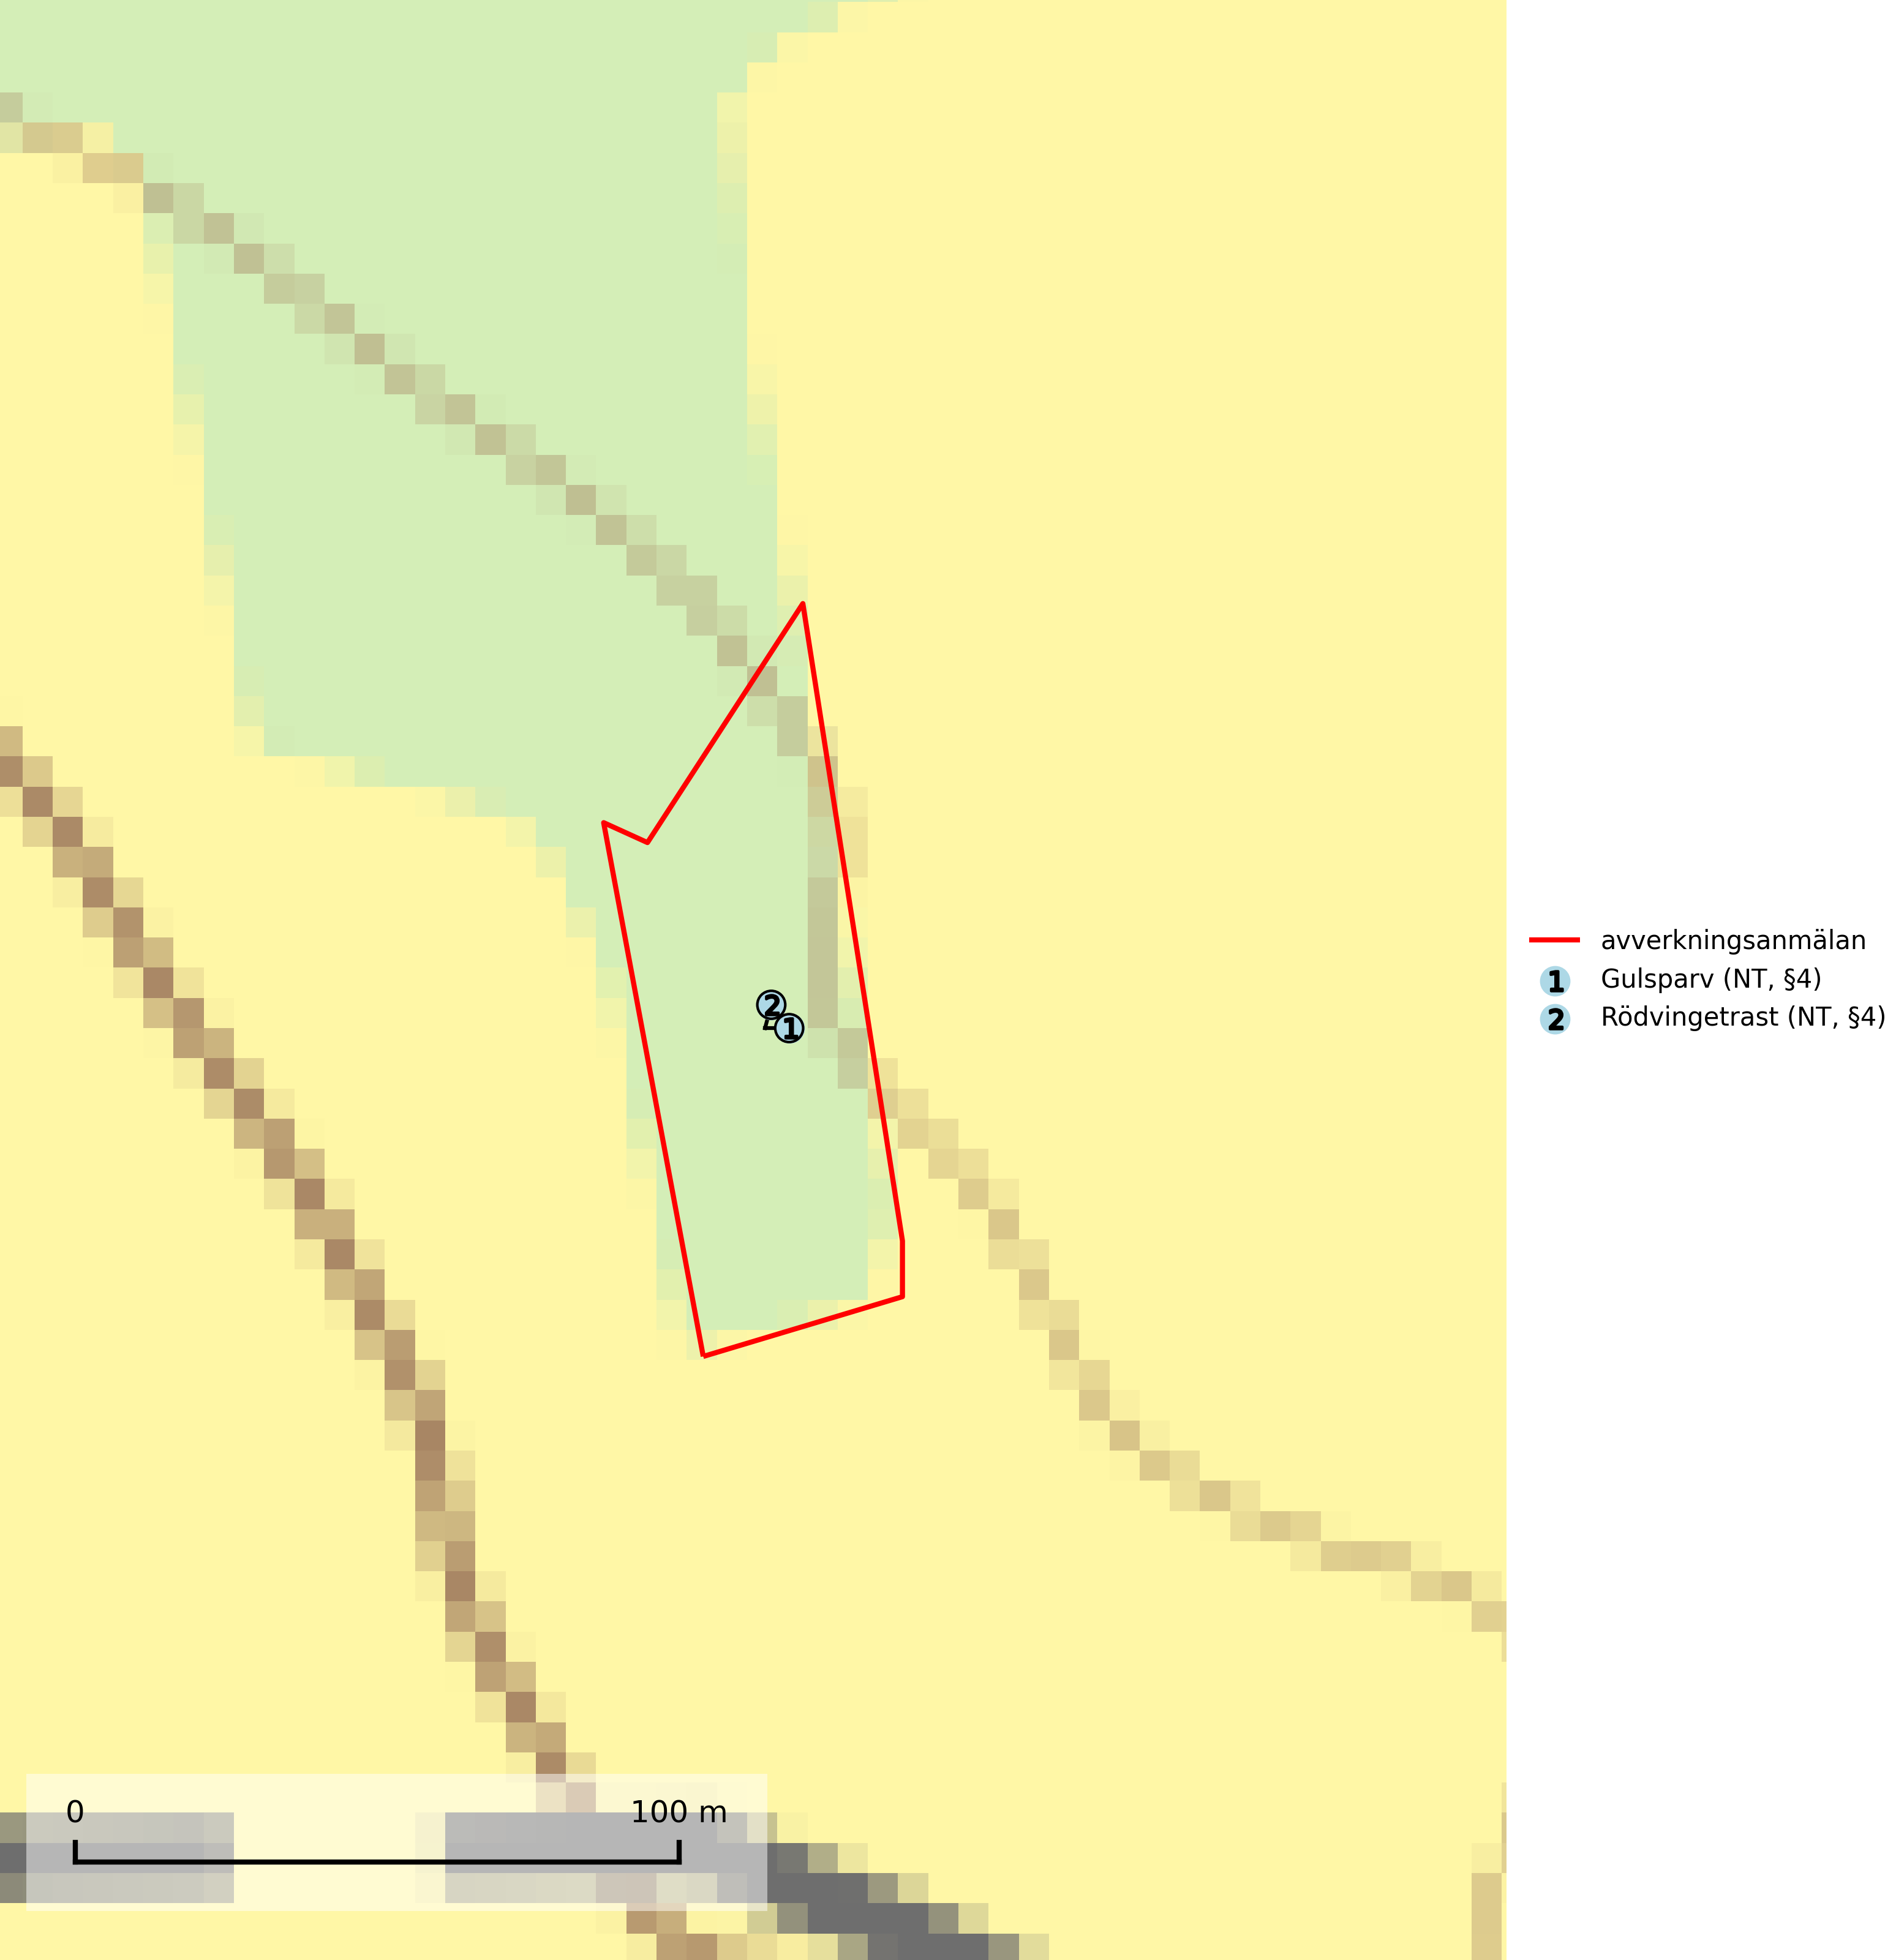 avverkningsanmälan
1 Gulsparv (NT, §4)
2 Rödvingetrast (NT, §4)
2
1
0 100 m